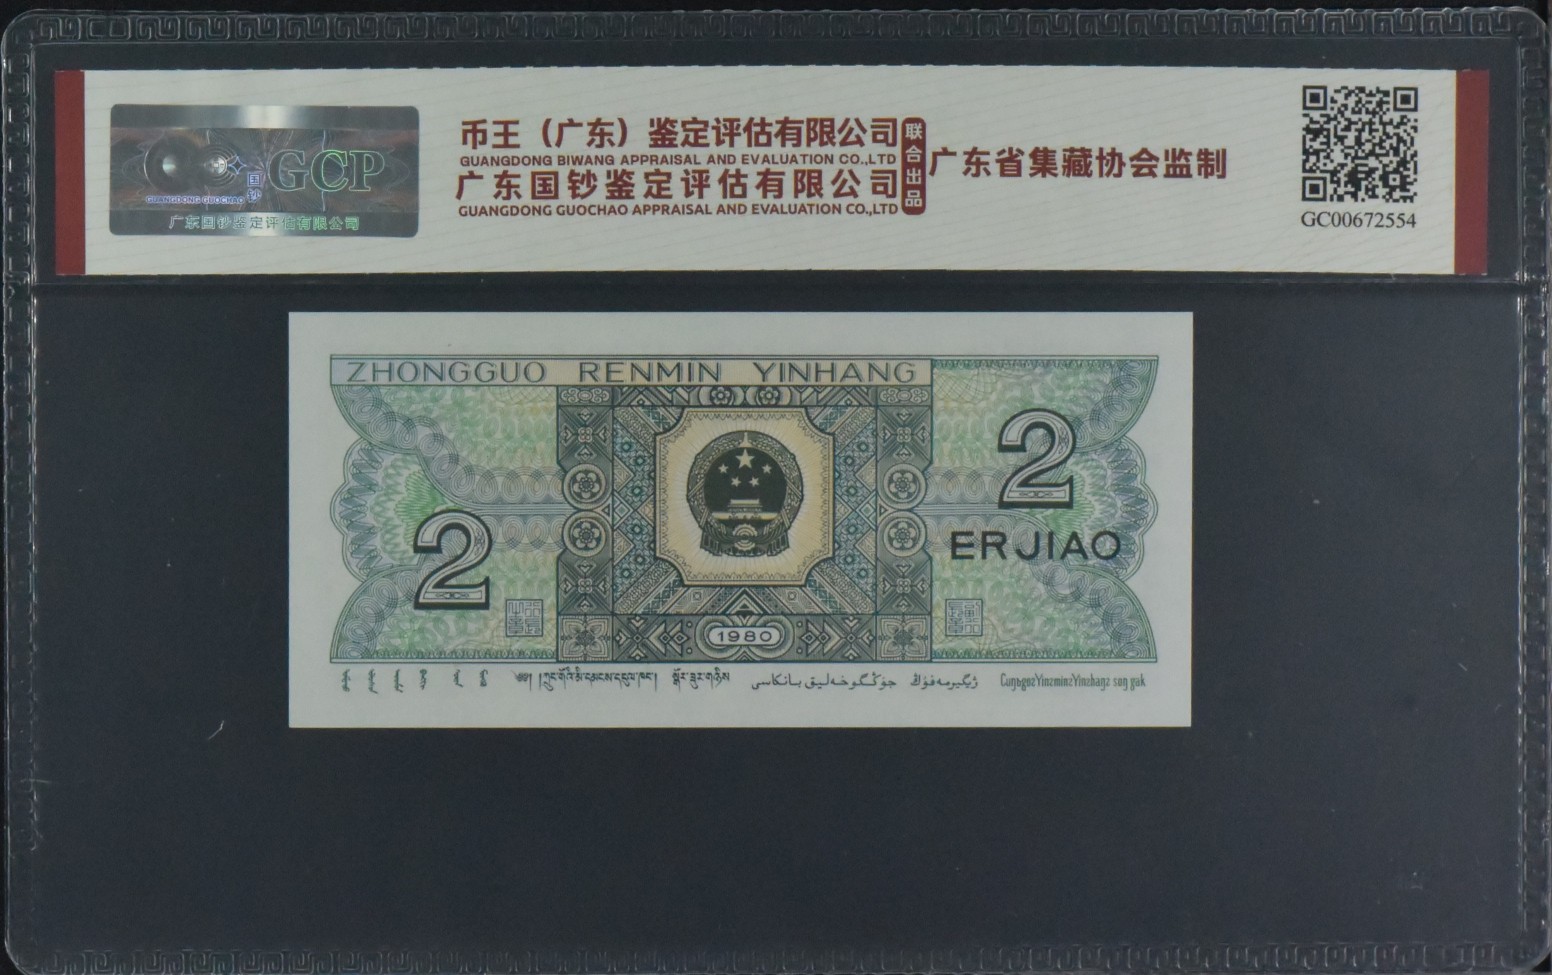 币王（广东）鉴定评估有限公司
GUANGDONG BIWANG APPRAISAL AND EVALUATION CO.,LTD
广东国钞鉴定评估有限公司
GUANGDONG GUOCHAO APPRAISAL AND EVALUATION CO.,LTD
联合出品
广东省集藏协会监制
GC00672554
国钞
GCP
GUANGDONG GUOCHAO
广东国钞鉴定评估有限公司
ZHONGGUO RENMIN YINHANG
2
2
ERJIAO
1980
جۇڭگو خەلىق بانكاسى